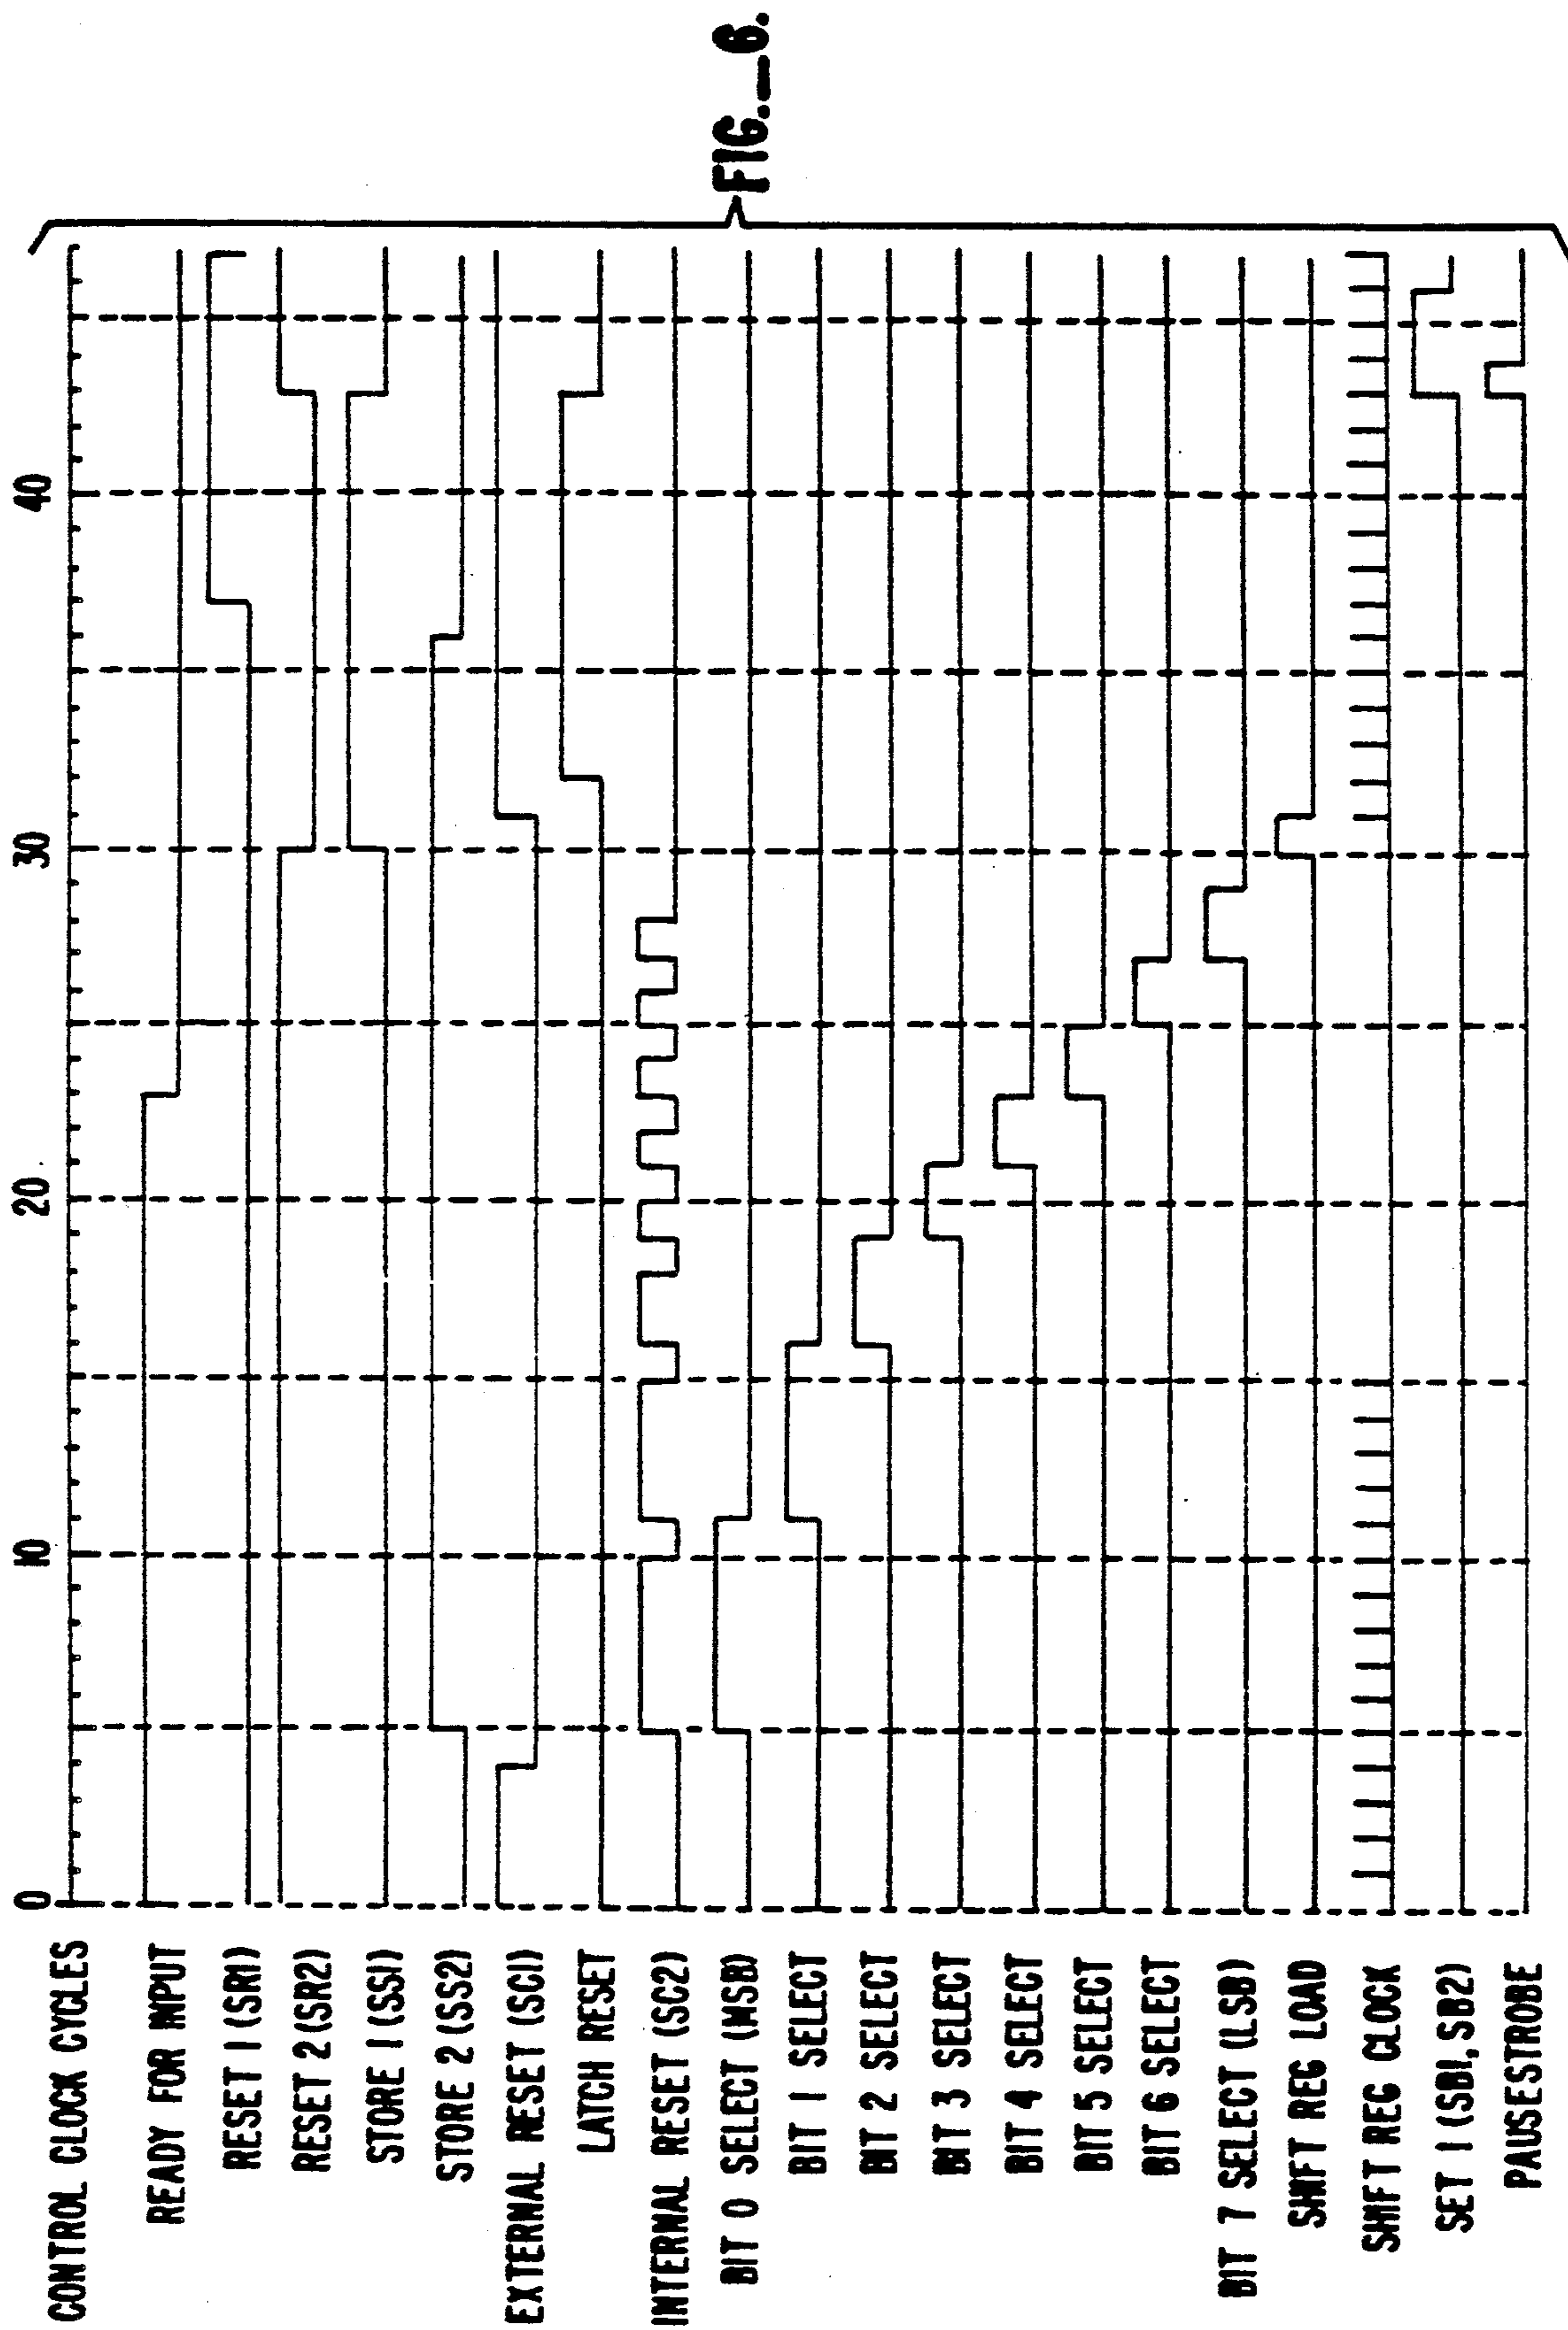 0 10 20 30 40
CONTROL CLOCK CYCLES
READY FOR INPUT
RESET 1 (SR1)
RESET 2 (SR2)
STORE 1 (SS1)
STORE 2 (SS2)
EXTERNAL RESET (SC1)
LATCH RESET
INTERNAL RESET (SC2)
BIT 0 SELECT (MSB)
BIT 1 SELECT
BIT 2 SELECT
BIT 3 SELECT
BIT 4 SELECT
BIT 5 SELECT
BIT 6 SELECT
BIT 7 SELECT (LSB)
SHIFT REG LOAD
SHIFT REG CLOCK
SET 1 (SB1, SB2)
PAUSESTROBE
FIG._6.